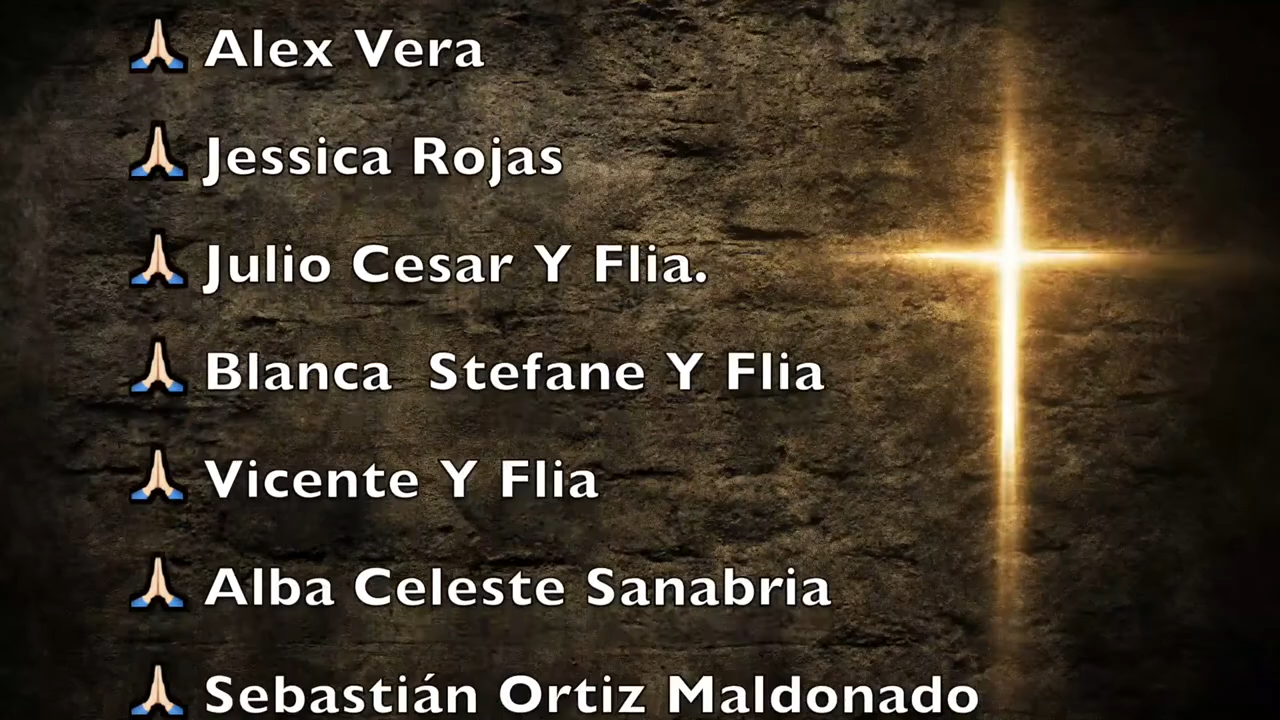 🙏🏻 Alex Vera
🙏🏻 Jessica Rojas
🙏🏻 Julio Cesar Y Flia.
🙏🏻 Blanca  Stefane Y Flia
🙏🏻 Vicente Y Flia
🙏🏻 Alba Celeste Sanabria
🙏🏻 Sebastián Ortiz Maldonado